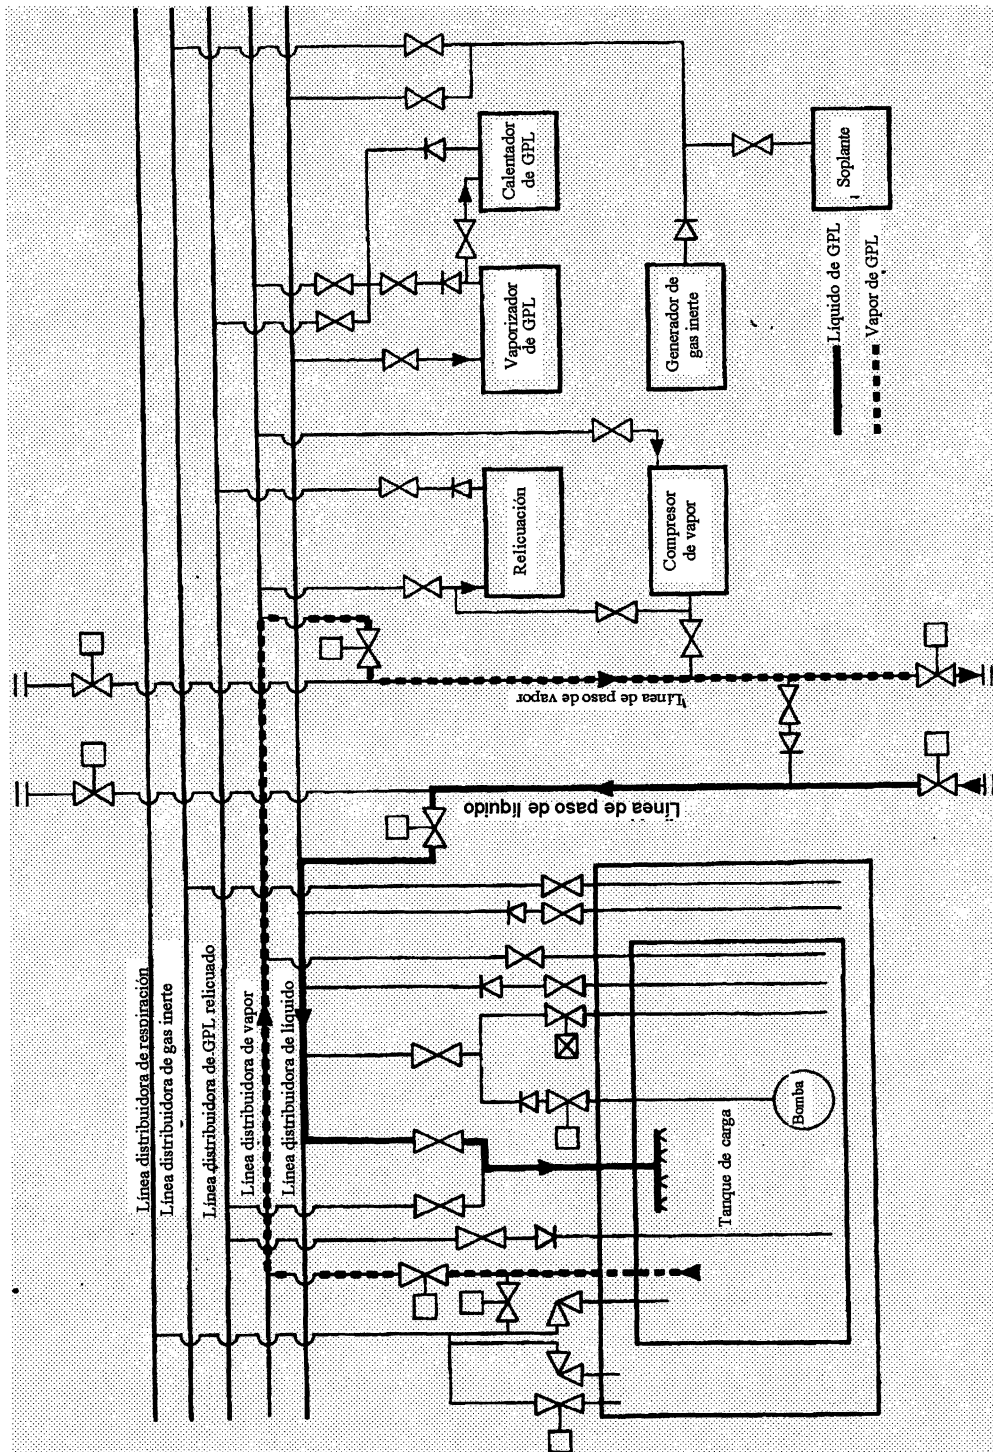 Línea distribuidora de respiración
Línea distribuidora de gas inerte
Línea distribuidora de GPL relicuado
Línea distribuidora de vapor
Línea distribuidora de líquido
Calentador
de GPL
Vaporizador
de GPL
Soplante
Generador de
gas inerte
Líquido de GPL
Vapor de GPL
Relicuación
Compresor
de vapor
Línea de paso de vapor
Línea de paso de líquido
Tanque de carga
Bomba